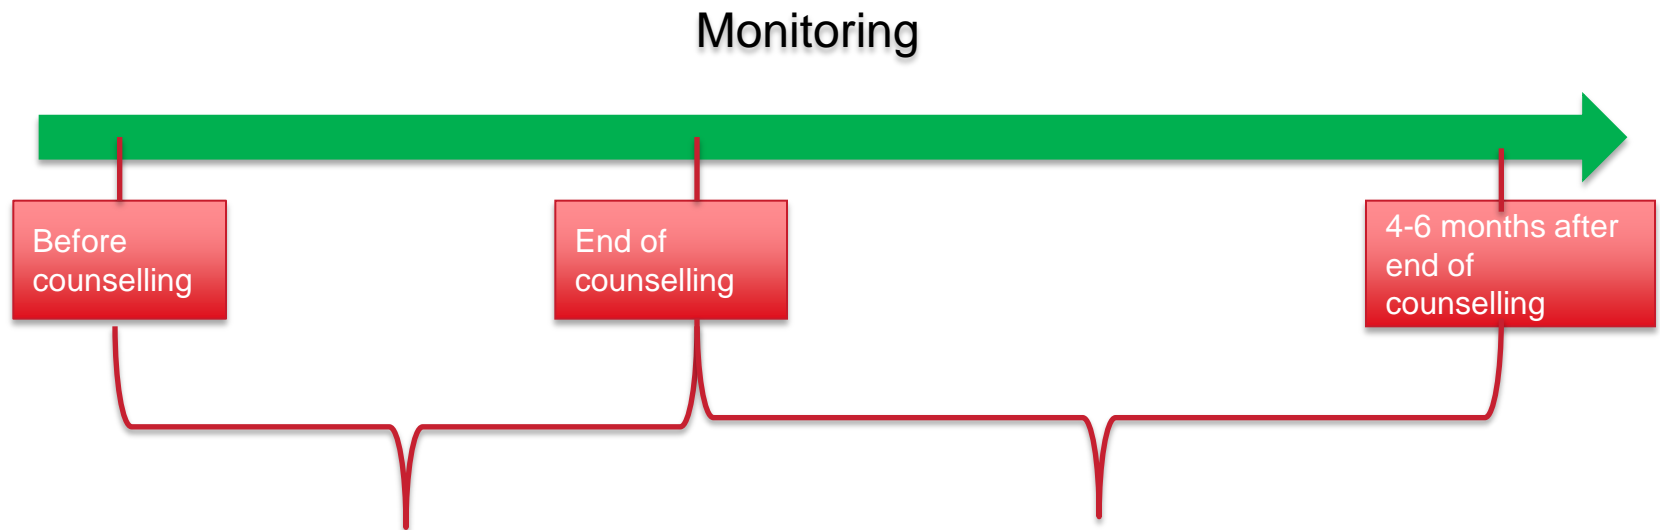 Monitoring
Before
counselling
End of
counselling
4-6 months after
end of
counselling